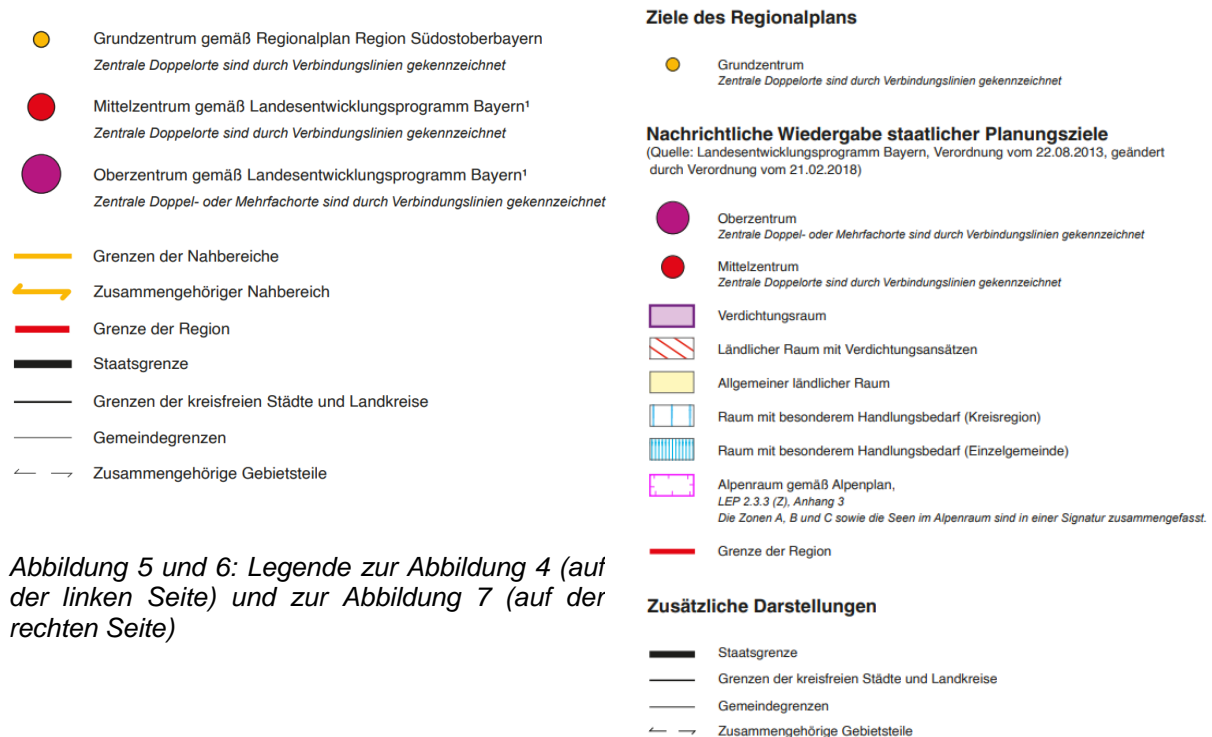 Grundzentrum gemäß Regionalplan Region Südostoberbayern
Zentrale Doppelorte sind durch Verbindungslinien gekennzeichnet
Mittelzentrum gemäß Landesentwicklungsprogramm Bayern¹
Zentrale Doppelorte sind durch Verbindungslinien gekennzeichnet
Oberzentrum gemäß Landesentwicklungsprogramm Bayern¹
Zentrale Doppel- oder Mehrfachorte sind durch Verbindungslinien gekennzeichnet
Grenzen der Nahbereiche
Zusammengehöriger Nahbereich
Grenze der Region
Staatsgrenze
Grenzen der kreisfreien Städte und Landkreise
Gemeindegrenzen
Zusammengehörige Gebietsteile
Abbildung 5 und 6: Legende zur Abbildung 4 (auf
der linken Seite) und zur Abbildung 7 (auf der
rechten Seite)
Ziele des Regionalplans
Grundzentrum
Zentrale Doppelorte sind durch Verbindungslinien gekennzeichnet
Nachrichtliche Wiedergabe staatlicher Planungsziele
(Quelle: Landesentwicklungsprogramm Bayern, Verordnung vom 22.08.2013, geändert
durch Verordnung vom 21.02.2018)
Oberzentrum
Zentrale Doppel- oder Mehrfachorte sind durch Verbindungslinien gekennzeichnet
Mittelzentrum
Zentrale Doppelorte sind durch Verbindungslinien gekennzeichnet
Verdichtungsraum
Ländlicher Raum mit Verdichtungsansätzen
Allgemeiner ländlicher Raum
Raum mit besonderem Handlungsbedarf (Kreisregion)
Raum mit besonderem Handlungsbedarf (Einzelgemeinde)
Alpenraum gemäß Alpenplan,
LEP 2.3.3 (Z), Anhang 3
Die Zonen A, B und C sowie die Seen im Alpenraum sind in einer Signatur zusammengefasst.
Grenze der Region
Zusätzliche Darstellungen
Staatsgrenze
Grenzen der kreisfreien Städte und Landkreise
Gemeindegrenzen
Zusammengehörige Gebietsteile